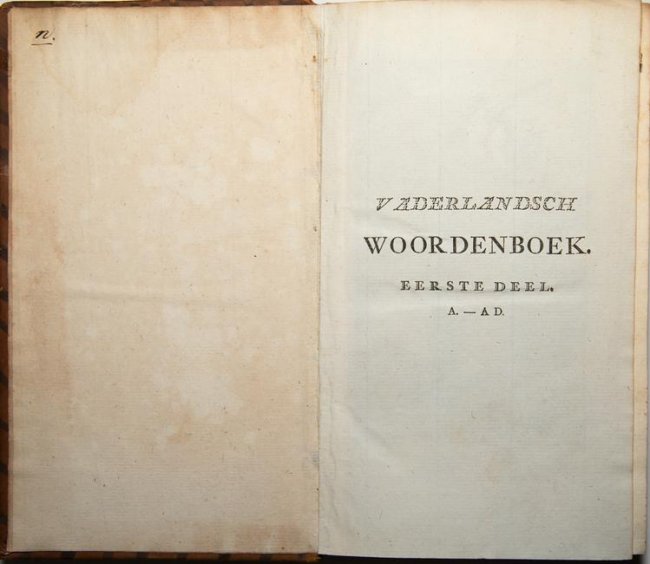 n.
VADERLANDSCH
WOORDENBOEK.
EERSTE DEEL.
A. — AD.